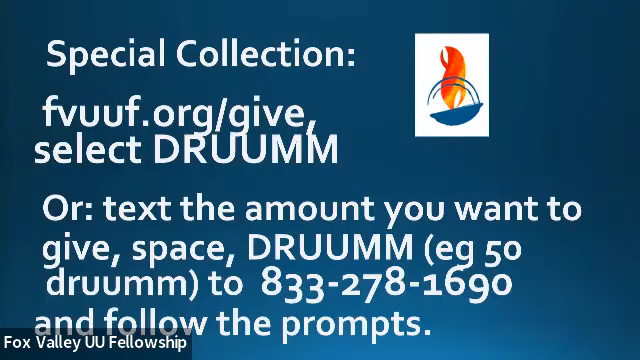 Special Collection:
fvuuf.org/give,
select DRUUMM
Or: text the amount you want to
give, space, DRUUMM (eg 50
druumm) to 833-278-1690
and follow the prompts.
Fox Valley UU Fellowship